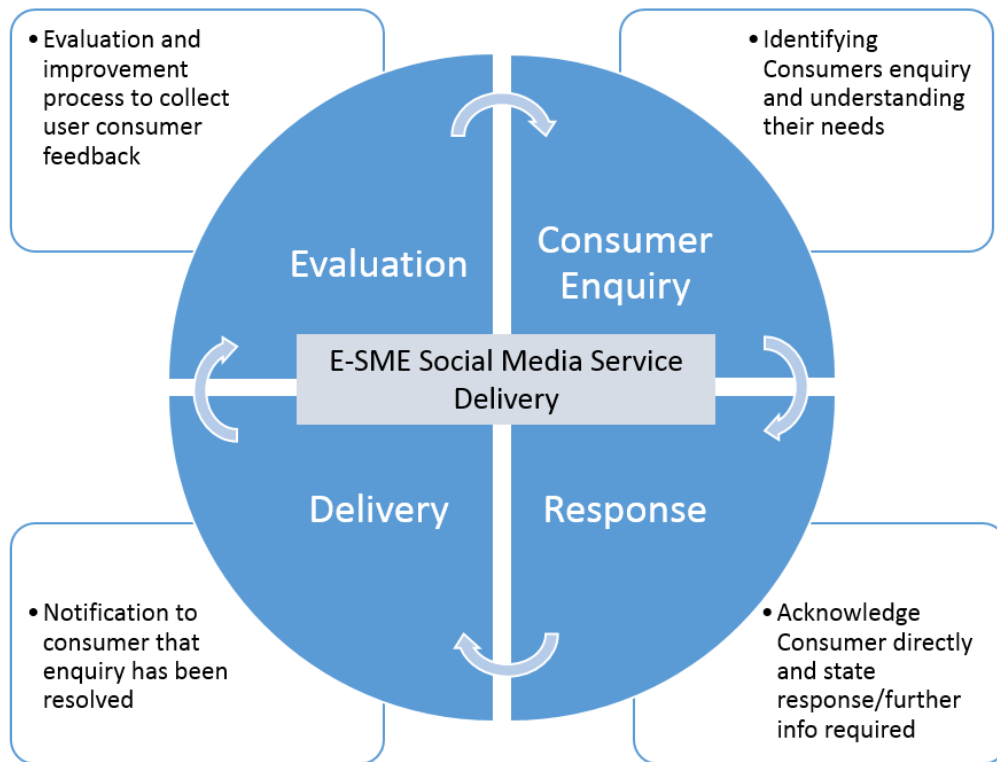 • Evaluation and
improvement
process to collect
user consumer
feedback
• Identifying
Consumers enquiry
and understanding
their needs
Evaluation
Consumer
Enquiry
E-SME Social Media Service
Delivery
Delivery
Response
• Notification to
consumer that
enquiry has been
resolved
• Acknowledge
Consumer directly
and state
response/further
info required